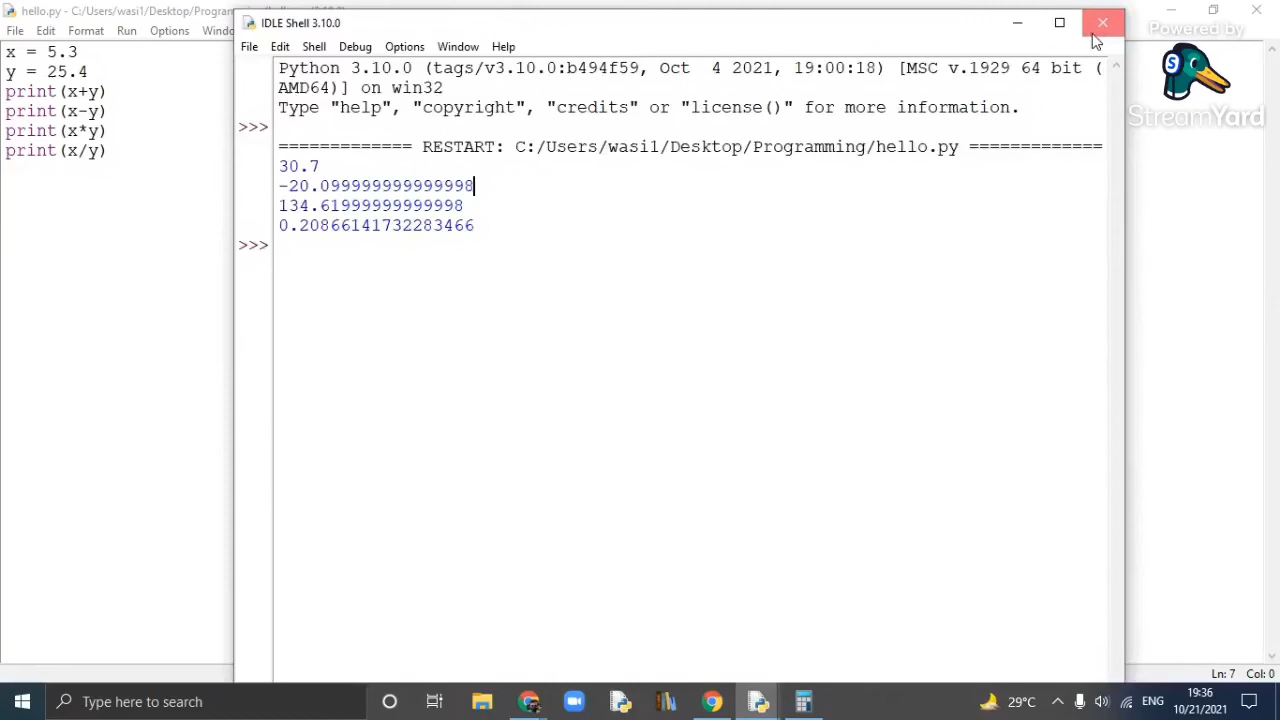 hello.py - C:/Users/wasi1/Desktop/Progra
File Edit Format Run Options Windo
x = 5.3
y = 25.4
print(x+y)
print(x-y)
print(x*y)
print(x/y)
IDLE Shell 3.10.0
File Edit Shell Debug Options Window Help
Python 3.10.0 (tags/v3.10.0:b494f59, Oct  4 2021, 19:00:18) [MSC v.1929 64 bit (
AMD64)] on win32
Type "help", "copyright", "credits" or "license()" for more information.
>>>
============= RESTART: C:/Users/wasi1/Desktop/Programming/hello.py =============
30.7
-20.099999999999998
134.61999999999998
0.20866141732283466
>>>
Powered by
S
StreamYard
Ln: 7 Col: 0
Type here to search
29°C
ENG
19:36
10/21/2021